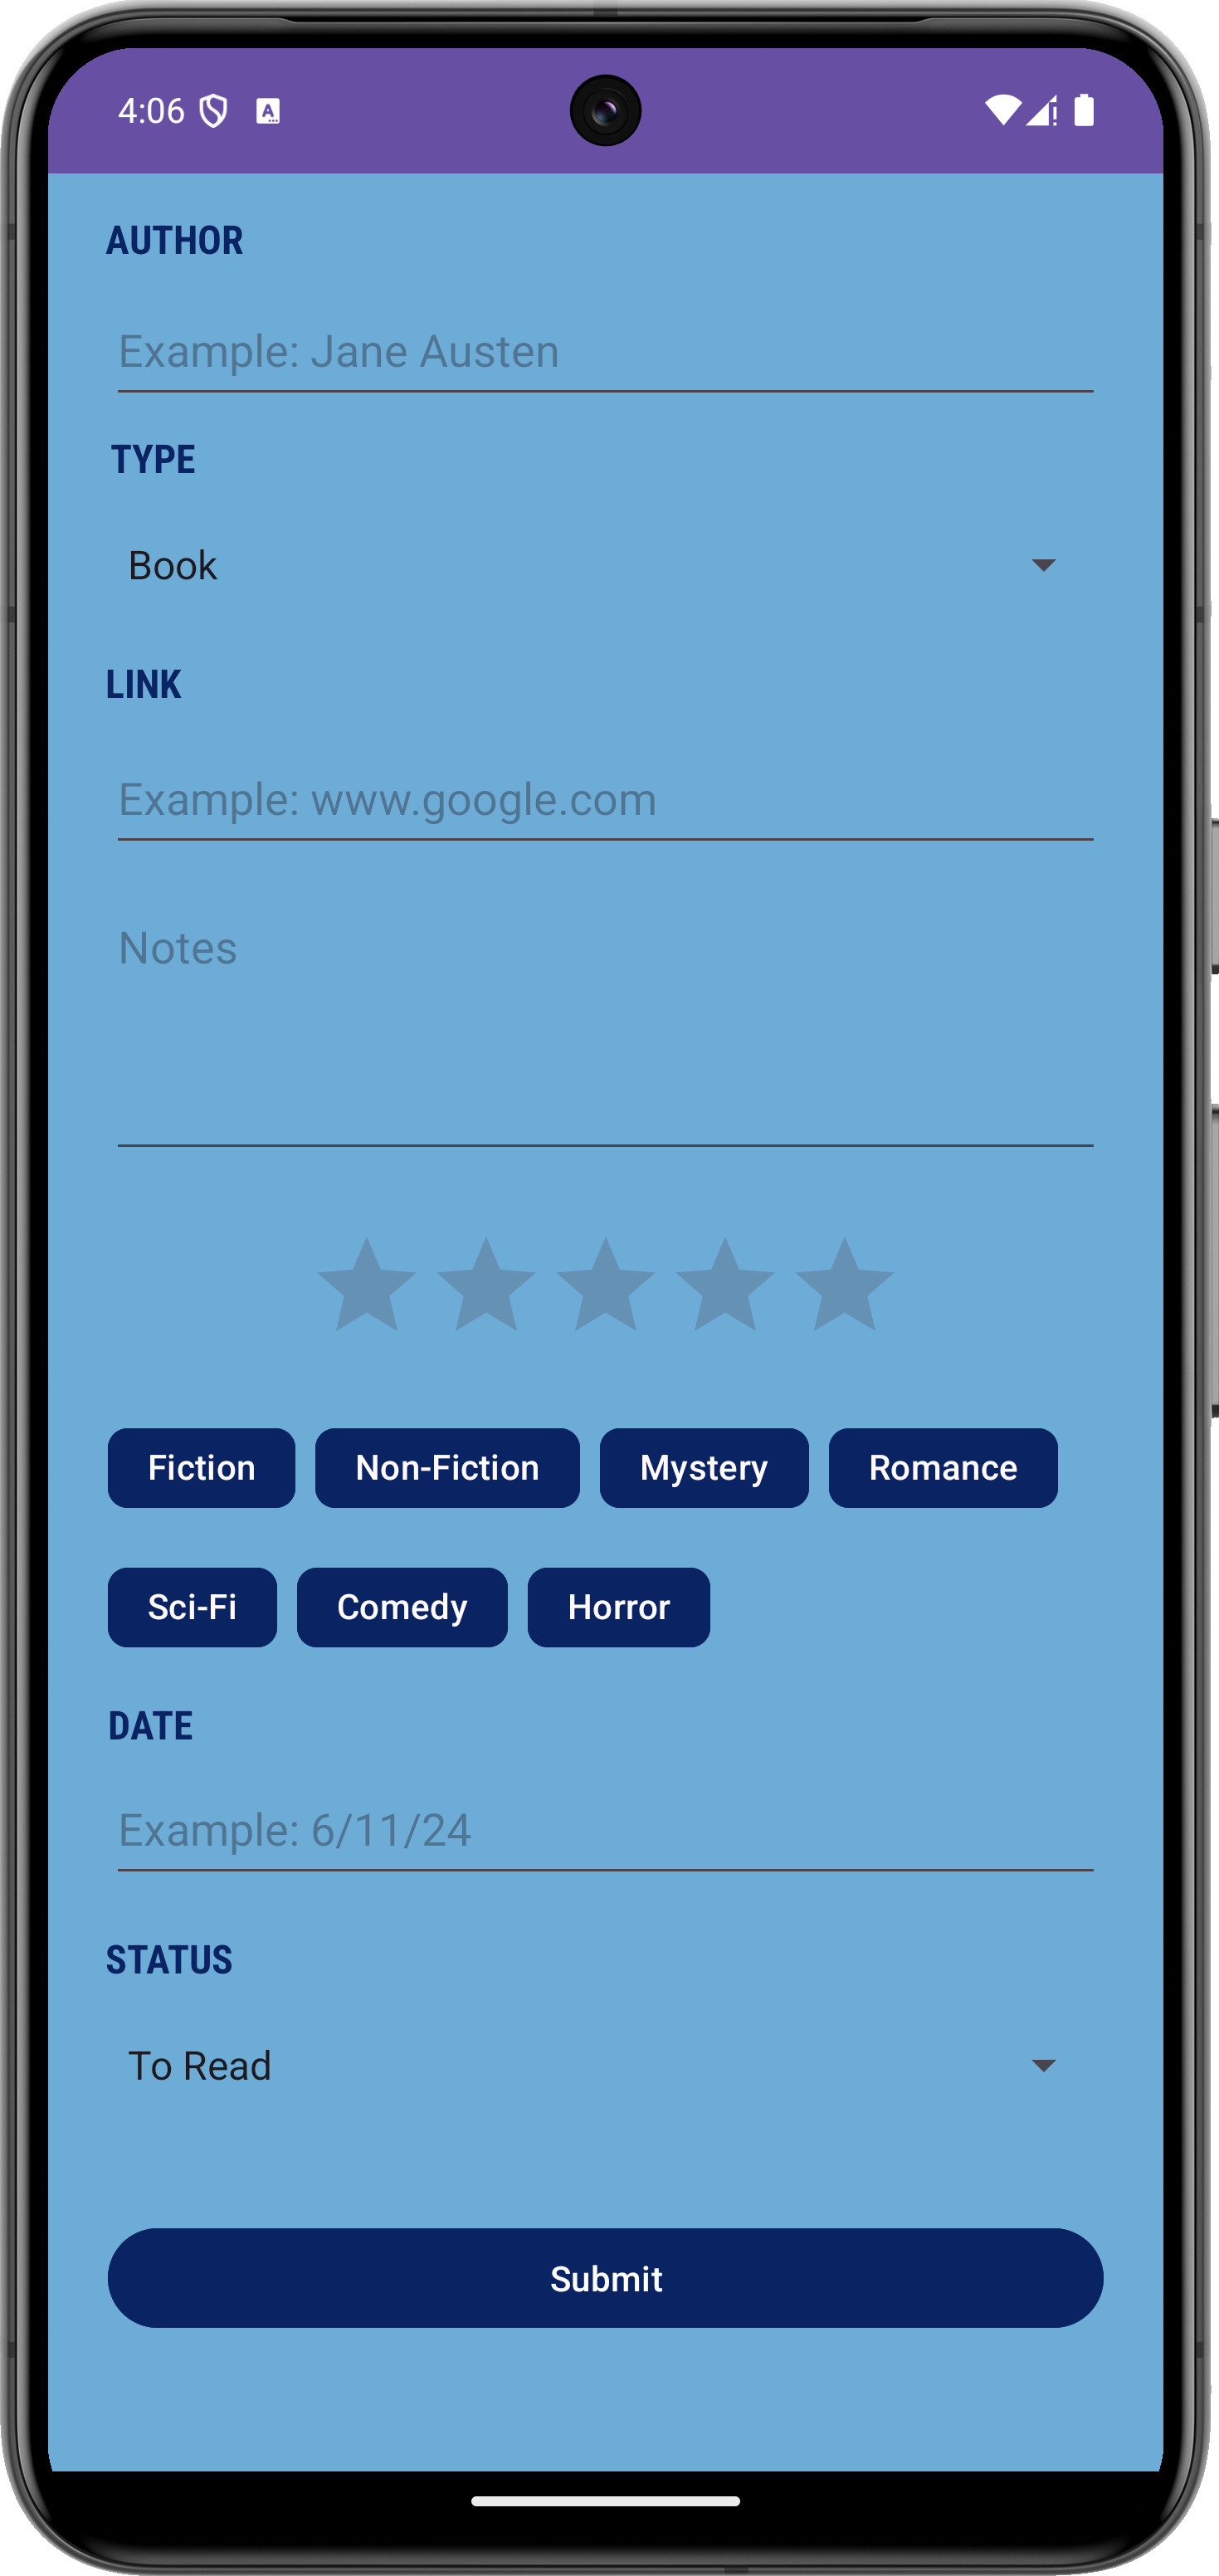 4:06
AUTHOR
Example: Jane Austen
TYPE
Book
LINK
Example: www.google.com
Notes
Fiction Non-Fiction Mystery Romance
Sci-Fi Comedy Horror
DATE
Example: 6/11/24
STATUS
To Read
Submit